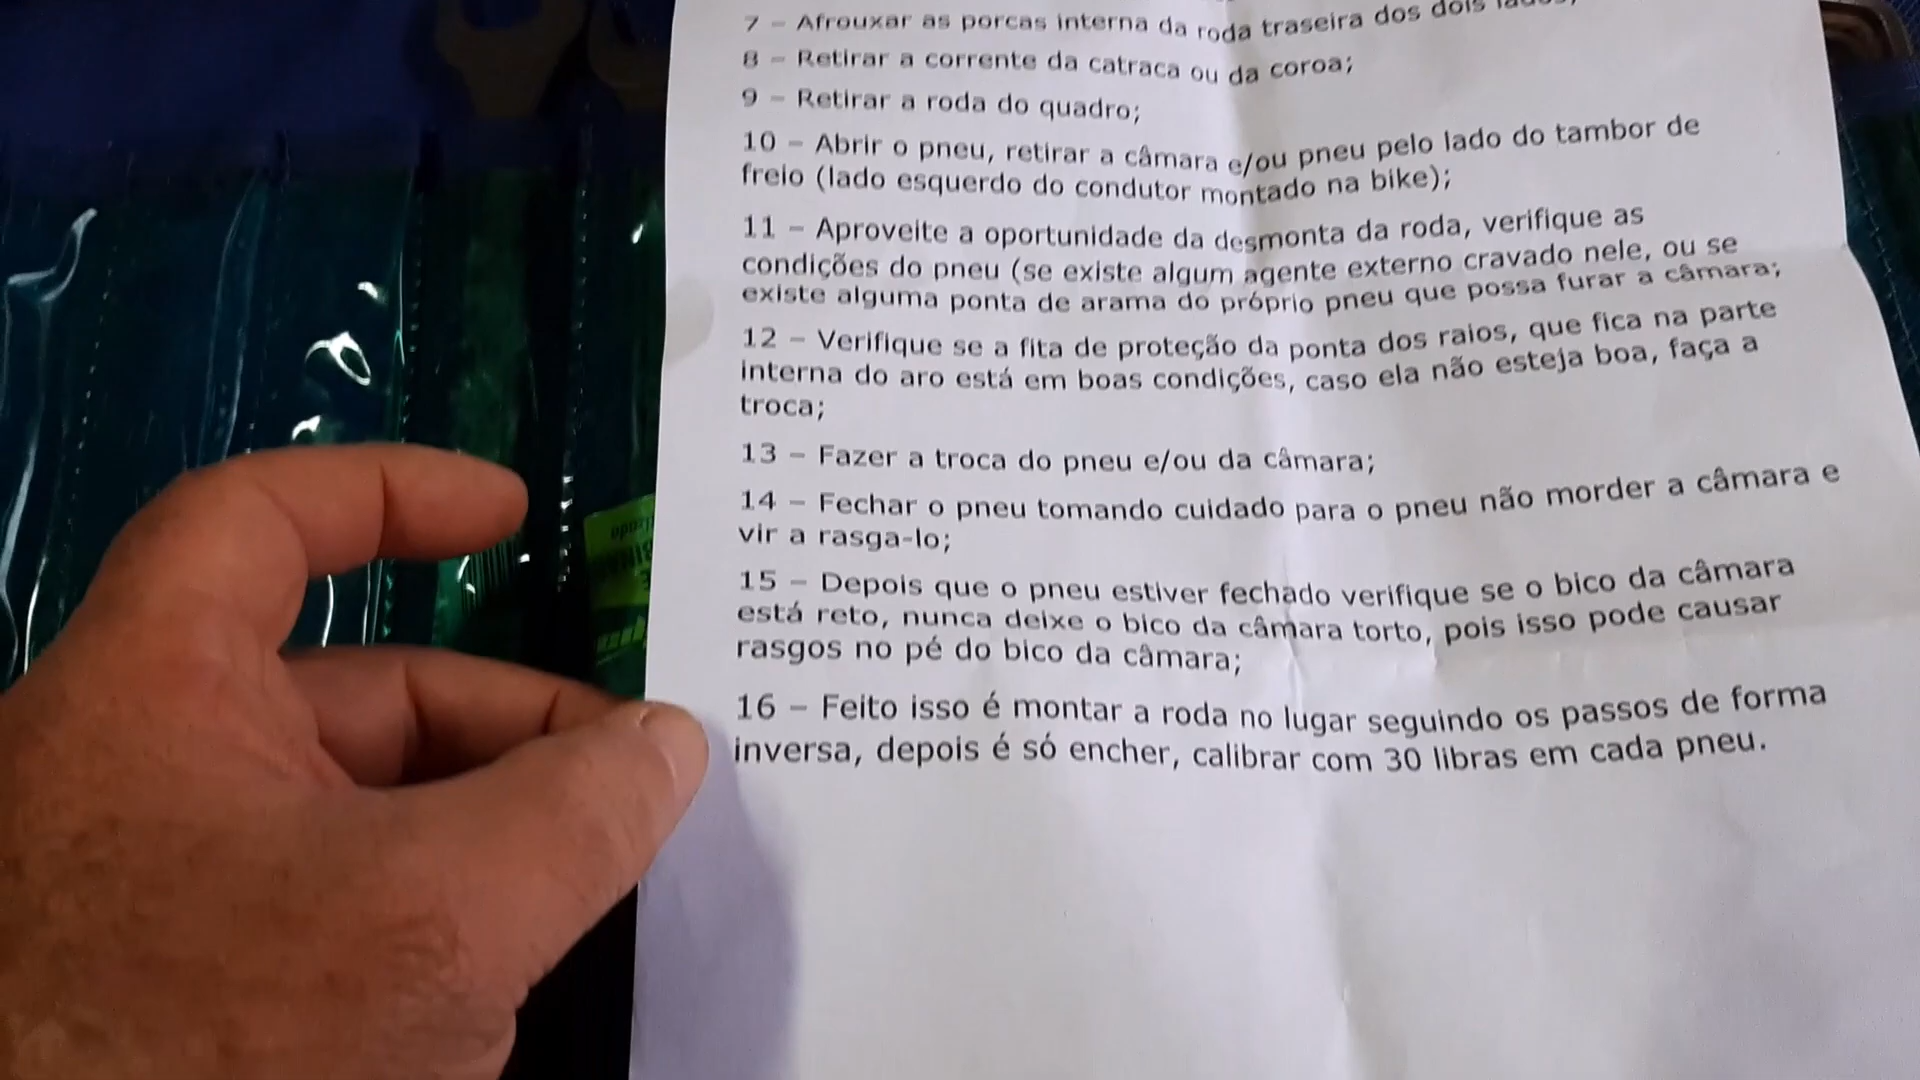 7 – Afrouxar as porcas interna da roda traseira dos dois lados;
8 – Retirar a corrente da catraca ou da coroa;
9 – Retirar a roda do quadro;
10 – Abrir o pneu, retirar a câmara e/ou pneu pelo lado do tambor de
freio (lado esquerdo do condutor montado na bike);
11 – Aproveite a oportunidade da desmonta da roda, verifique as
condições do pneu (se existe algum agente externo cravado nele, ou se
existe alguma ponta de arama do próprio pneu que possa furar a câmara;
12 – Verifique se a fita de proteção da ponta dos raios, que fica na parte
interna do aro está em boas condições, caso ela não esteja boa, faça a
troca;
13 – Fazer a troca do pneu e/ou da câmara;
14 – Fechar o pneu tomando cuidado para o pneu não morder a câmara e
vir a rasga-lo;
15 – Depois que o pneu estiver fechado verifique se o bico da câmara
está reto, nunca deixe o bico da câmara torto, pois isso pode causar
rasgos no pé do bico da câmara;
16 – Feito isso é montar a roda no lugar seguindo os passos de forma
inversa, depois é só encher, calibrar com 30 libras em cada pneu.